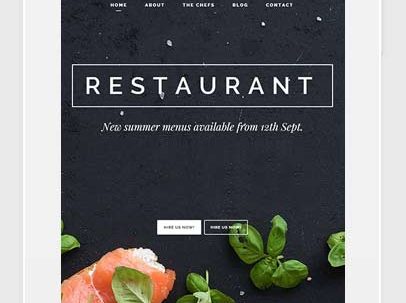 HOME ABOUT THE CHEFS BLOG CONTACT
RESTAURANT
New summer menus available from 12th Sept.
HIRE US NOW! HIRE US NOW!